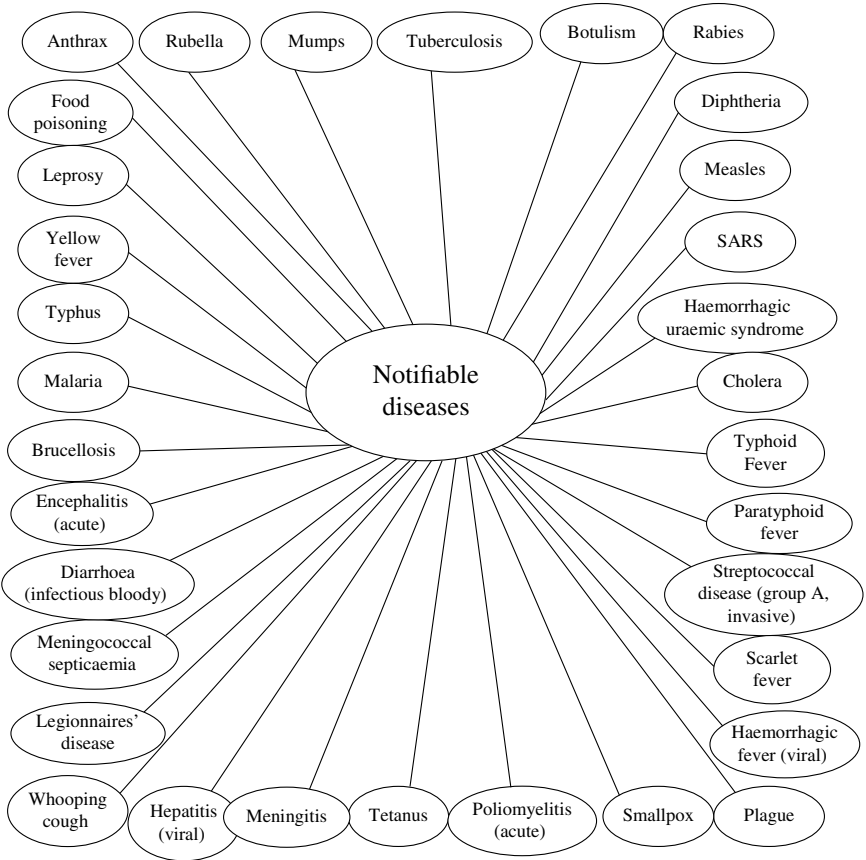 Anthrax
Rubella
Mumps
Tuberculosis
Botulism
Rabies
Food
poisoning
Diphtheria
Leprosy
Measles
Yellow
fever
SARS
Typhus
Haemorrhagic
uraemic syndrome
Notifiable
diseases
Malaria
Cholera
Brucellosis
Typhoid
Fever
Encephalitis
(acute)
Paratyphoid
fever
Diarrhoea
(infectious bloody)
Streptococcal
disease (group A,
invasive)
Meningococcal
septicaemia
Scarlet
fever
Legionnaires’
disease
Haemorrhagic
fever (viral)
Whooping
cough
Hepatitis
(viral)
Meningitis
Tetanus
Poliomyelitis
(acute)
Smallpox
Plague